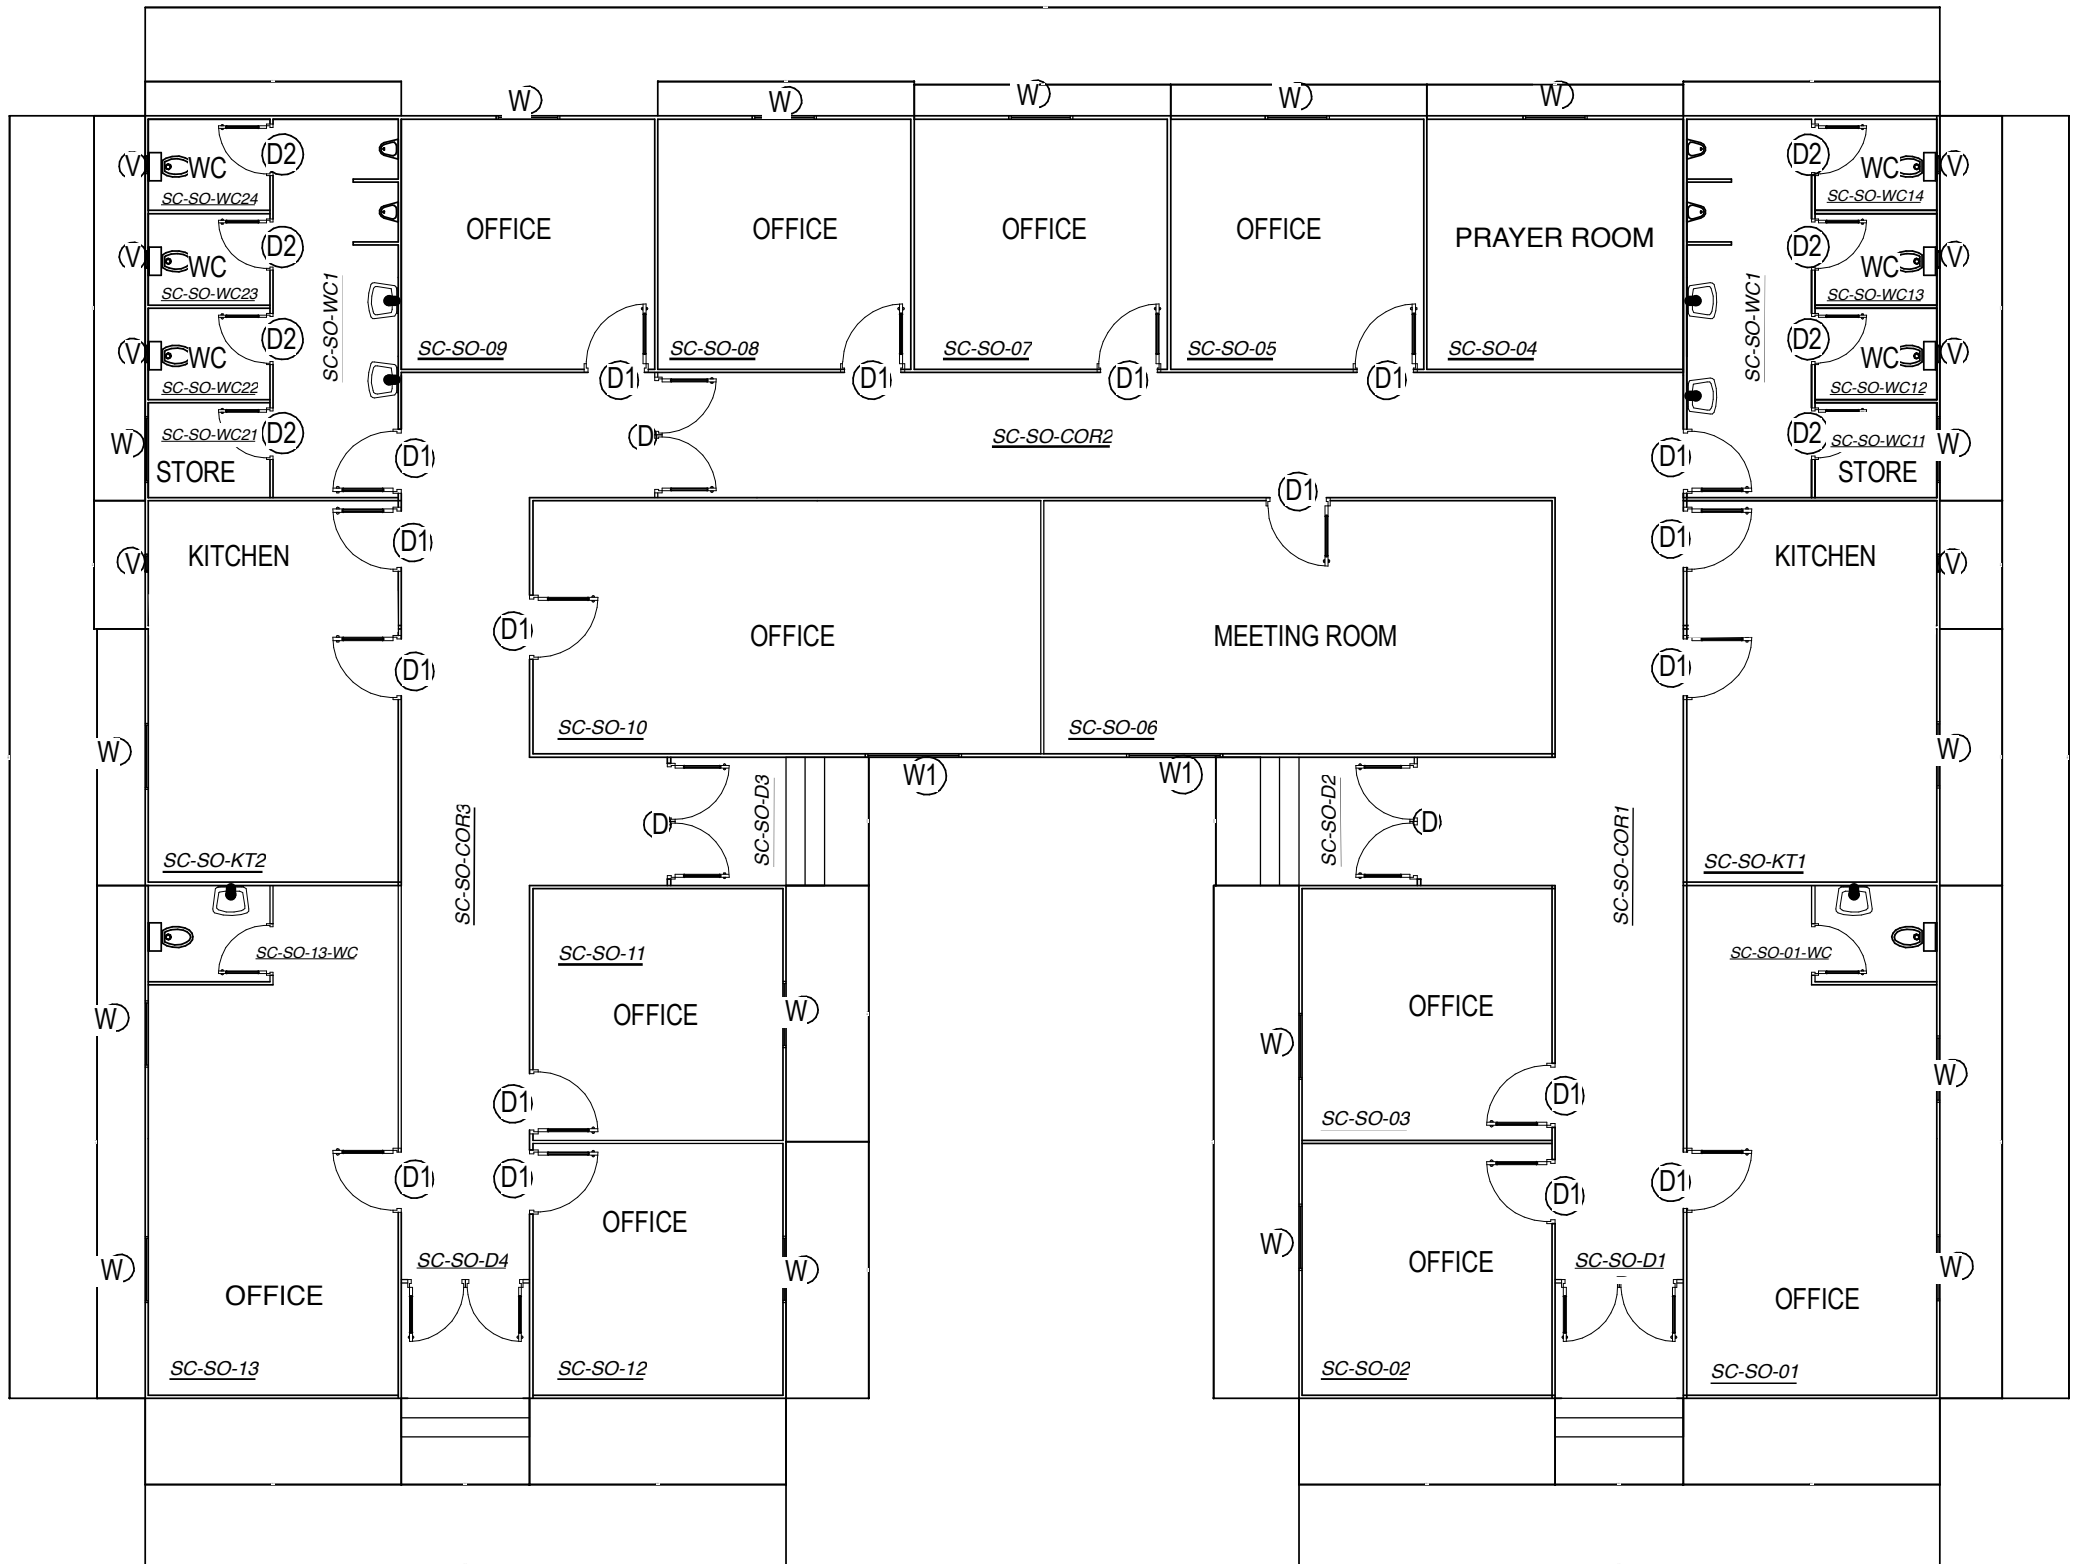 W
W
W
W
W
V
WC
D2
SC-SO-WC24
OFFICE
OFFICE
OFFICE
OFFICE
PRAYER ROOM
D2
WC
V
SC-SO-WC14
V
WC
D2
SC-SO-WC23
SC-SO-WC1
SC-SO-WC1
D2
WC
V
SC-SO-WC13
V
WC
D2
SC-SO-WC22
SC-SO-09
SC-SO-08
SC-SO-07
SC-SO-05
SC-SO-04
D2
WC
V
SC-SO-WC12
D1
D1
D1
D1
W
SC-SO-WC21
D2
STORE
D1
D
SC-SO-COR2
D1
D2
SC-SO-WC11
W
STORE
D1
V
KITCHEN
D1
D1
KITCHEN
V
D1
OFFICE
MEETING ROOM
D1
D1
W
SC-SO-10
SC-SO-06
W
W1
W1
SC-SO-KT2
SC-SO-COR3
D
SC-SO-D3
SC-SO-D2
D
SC-SO-COR1
SC-SO-KT1
SC-SO-13-WC
SC-SO-11
SC-SO-01-WC
W
OFFICE
W
OFFICE
W
W
D1
SC-SO-03
D1
D1
D1
D1
D1
OFFICE
W
SC-SO-D4
W
W
OFFICE
SC-SO-D1
W
OFFICE
OFFICE
SC-SO-13
SC-SO-12
SC-SO-02
SC-SO-01